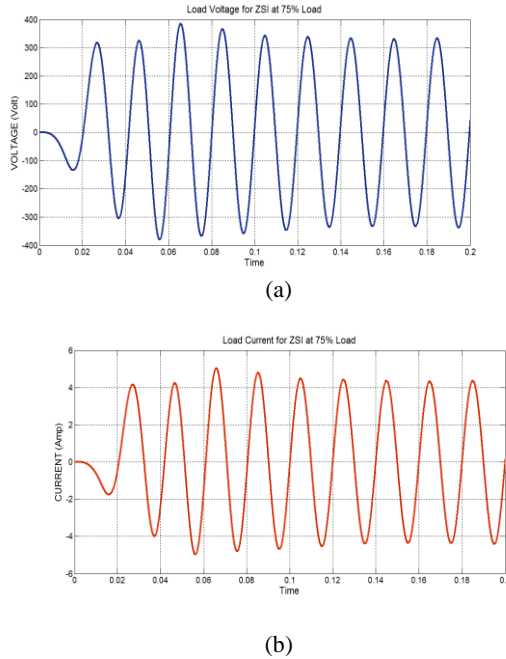 Load Voltage for ZSI at 75% Load
400
300
200
100
0
-100
-200
-300
-400
VOLTAGE (Volt)
0 0.02 0.04 0.06 0.08 0.1 0.12 0.14 0.16 0.18 0.2
Time
(a)
Load Current for ZSI at 75% Load
6
4
2
0
-2
-4
-6
CURRENT (Amp)
0 0.02 0.04 0.06 0.08 0.1 0.12 0.14 0.16 0.18 0.
Time
(b)